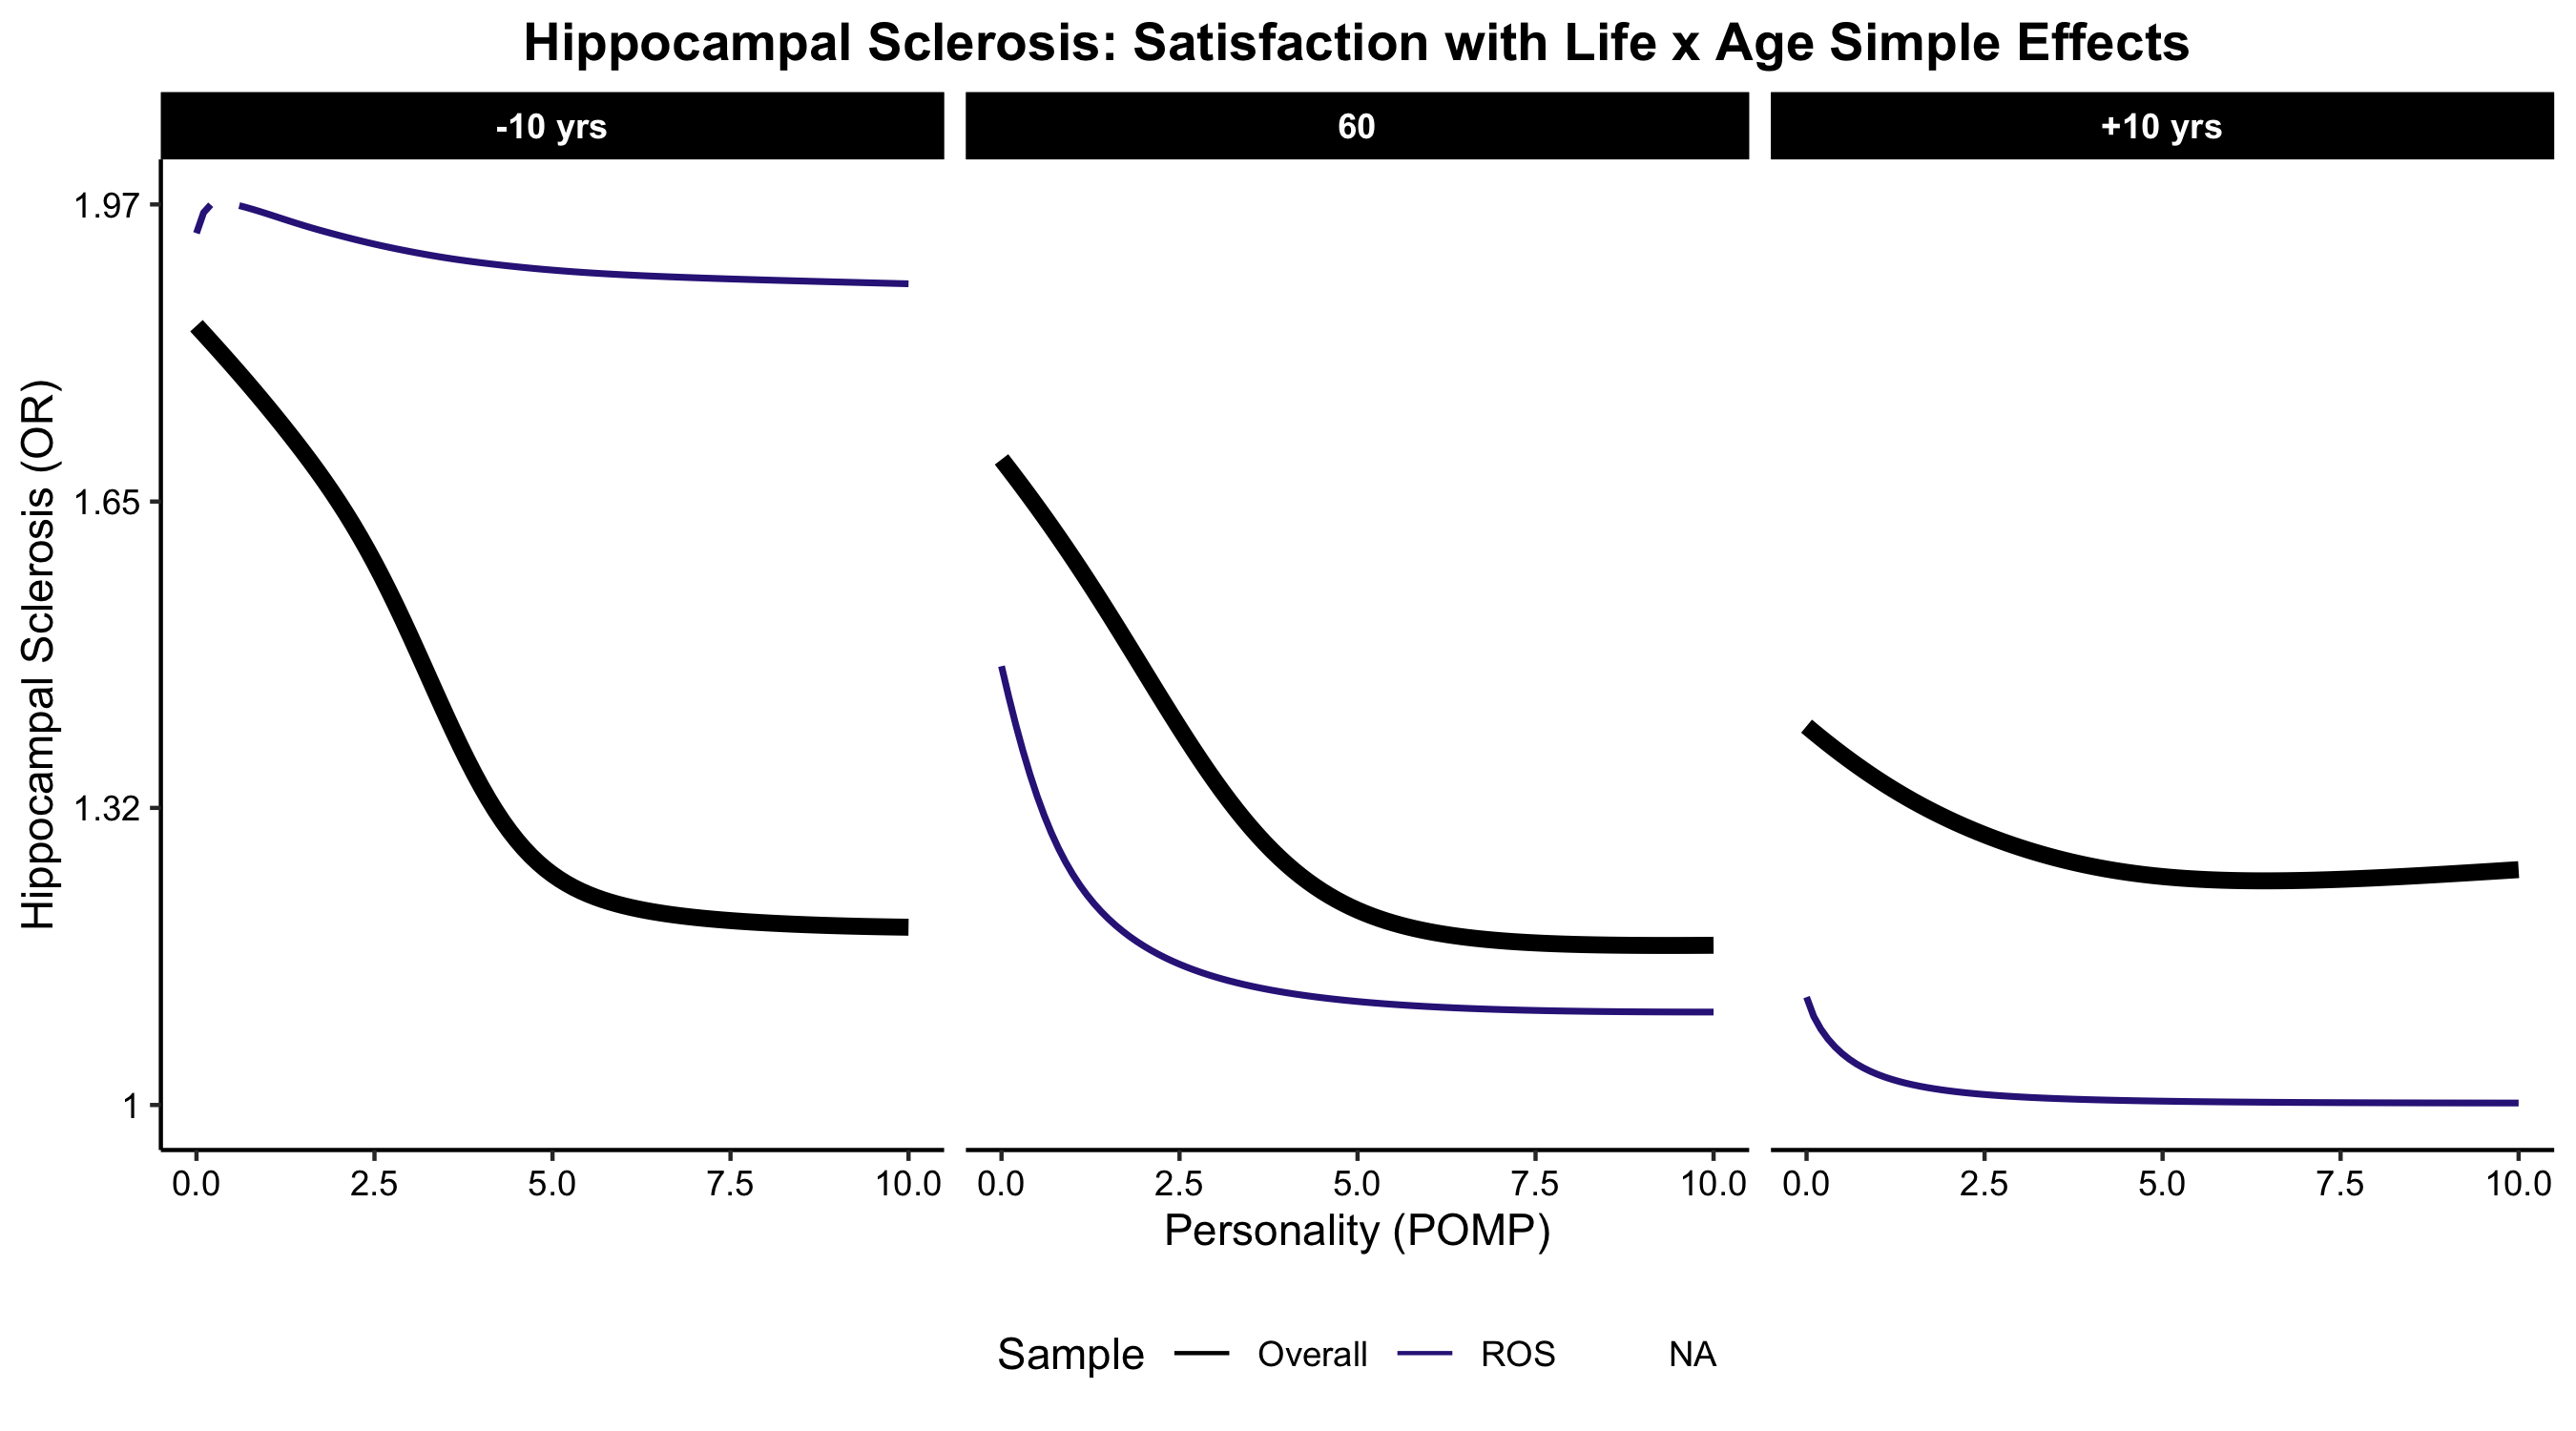 Hippocampal Sclerosis: Satisfaction with Life x Age Simple Effects
-10 yrs 60 +10 yrs
Hippocampal Sclerosis (OR)
1.97
1.65
1.32
1
0.0 2.5 5.0 7.5 10.0 0.0 2.5 5.0 7.5 10.0 0.0 2.5 5.0 7.5 10.0
Personality (POMP)
Sample Overall ROS NA